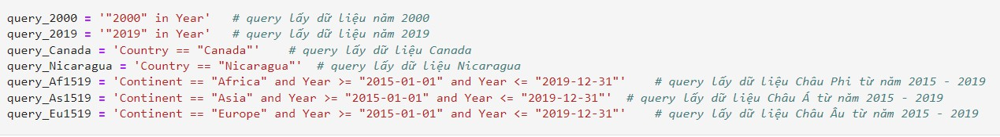 query_2000 = '"2000" in Year'   # query lấy dữ liệu năm 2000
query_2019 = '"2019" in Year'   # query lấy dữ liệu năm 2019
query_Canada = 'Country == "Canada"'    # query lấy dữ liệu Canada
query_Nicaragua = 'Country == "Nicaragua"'  # query lấy dữ liệu Nicaragua
query_Af1519 = 'Continent == "Africa" and Year >= "2015-01-01" and Year <= "2019-12-31"'    # query lấy dữ liệu Châu Phi từ năm 2015 - 2019
query_As1519 = 'Continent == "Asia" and Year >= "2015-01-01" and Year <= "2019-12-31"'  # query lấy dữ liệu Châu Á từ năm 2015 - 2019
query_Eu1519 = 'Continent == "Europe" and Year >= "2015-01-01" and Year <= "2019-12-31"'    # query lấy dữ liệu Châu Âu từ năm 2015 - 2019